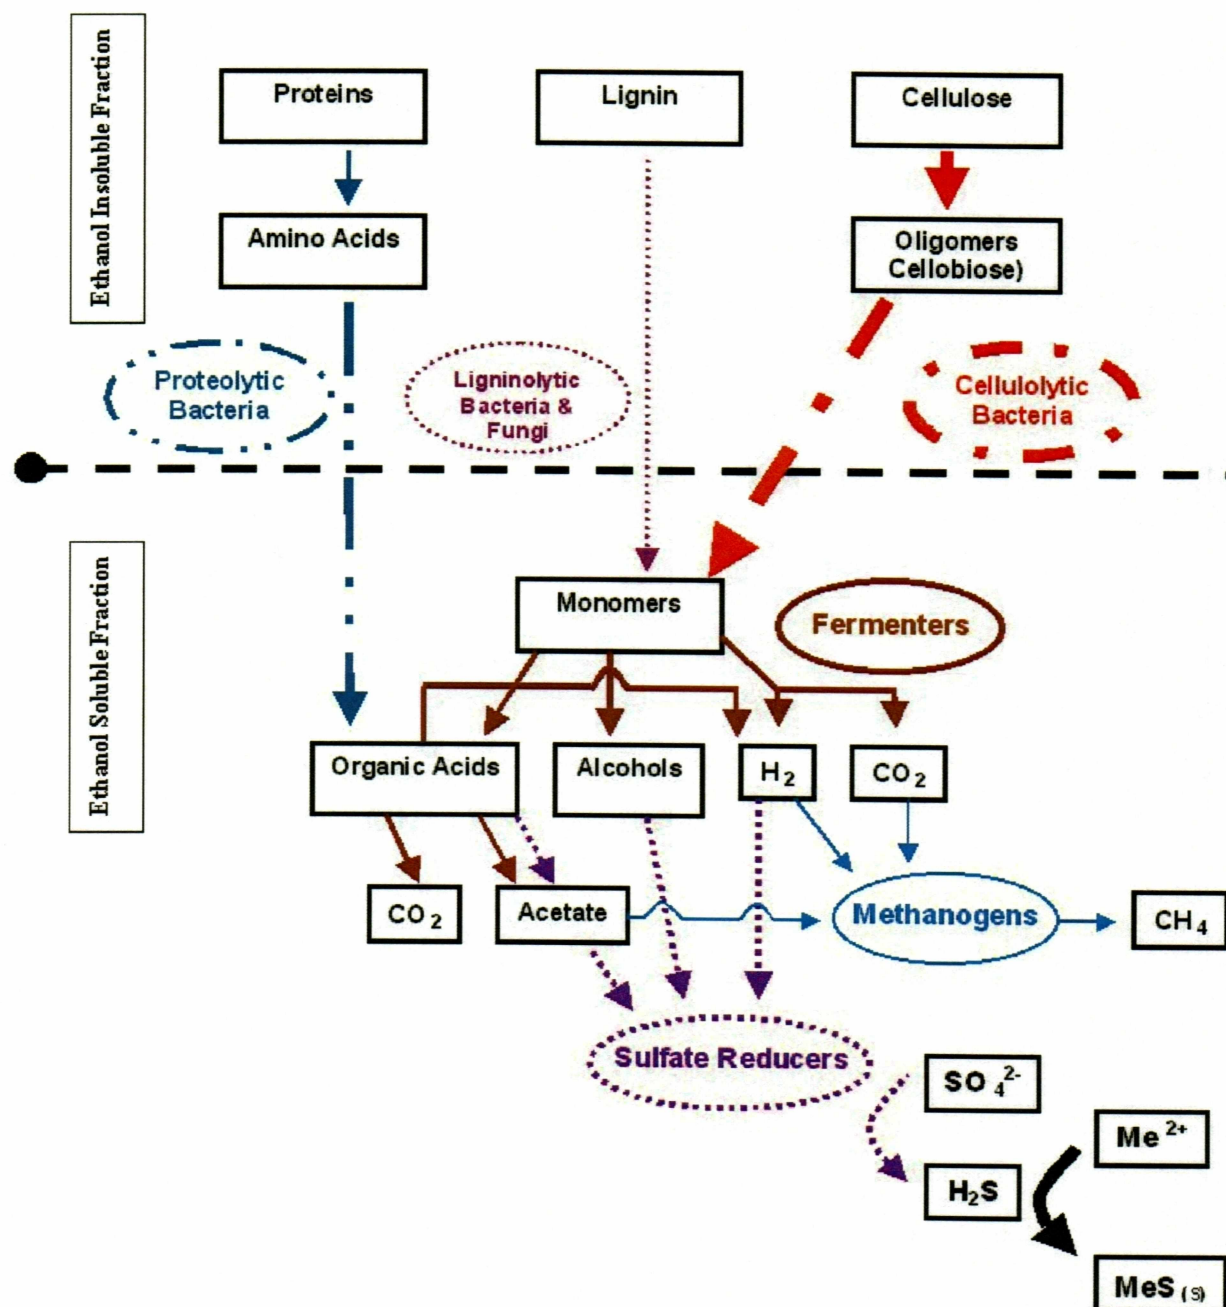 Ethanol Insoluble Fraction
Proteins
Lignin
Cellulose
Amino Acids
Oligomers
Cellobiose)
Proteolytic
Bacteria
Ligninolytic
Bacteria &
Fungi
Cellulolytic
Bacteria
Ethanol Soluble Fraction
Monomers
Fermenters
Organic Acids
Alcohols
H2
CO2
CO2
Acetate
Methanogens
CH4
Sulfate Reducers
SO4 2-
Me 2+
H2S
MeS (S)